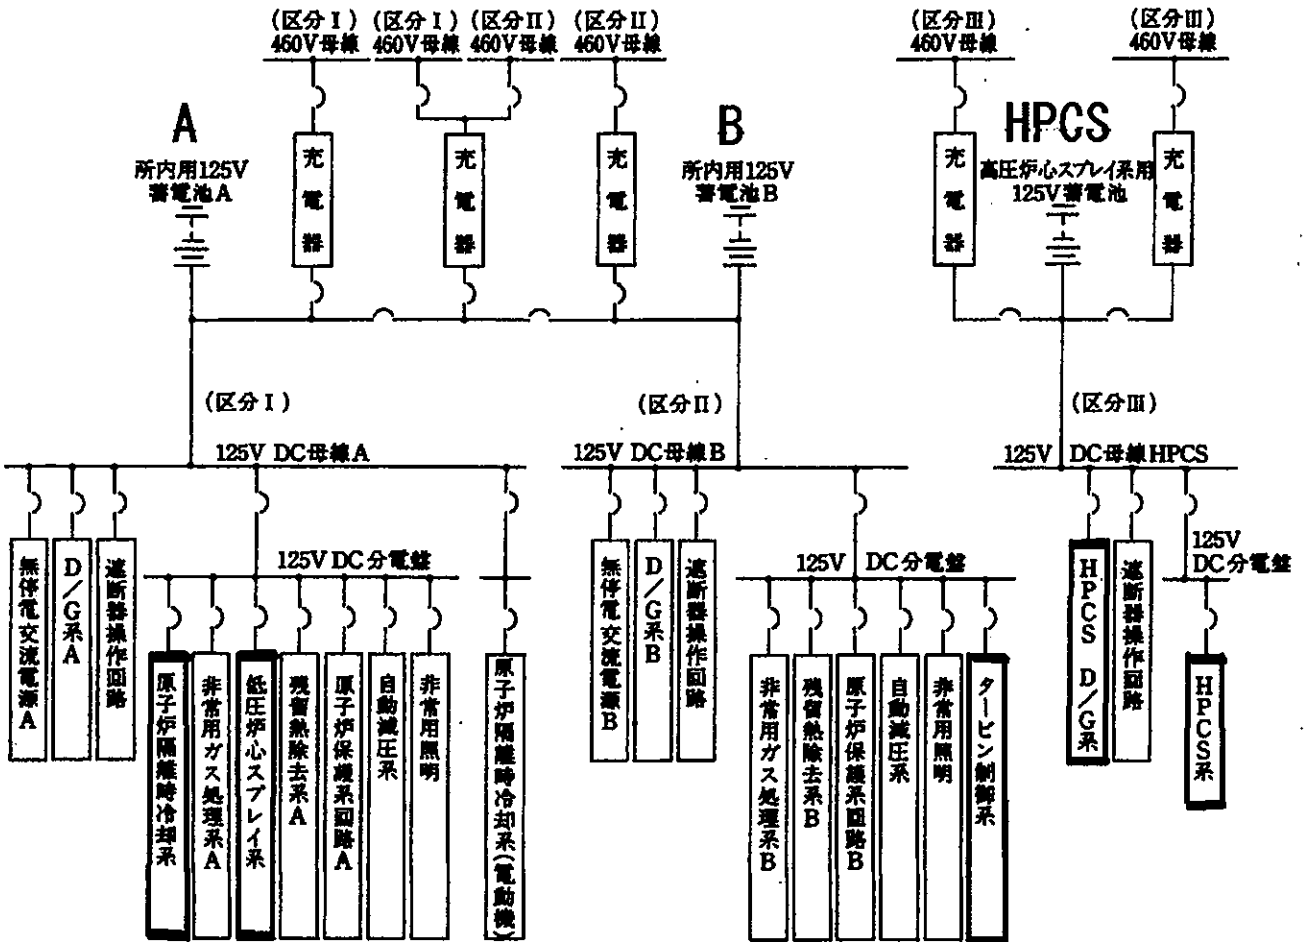 (区分Ⅰ)
460V母線
(区分Ⅰ)
460V母線
(区分Ⅱ)
460V母線
(区分Ⅱ)
460V母線
(区分Ⅲ)
460V母線
(区分Ⅲ)
460V母線
A
所内用125V
蓄電池A
充電器
充電器
充電器
B
所内用125V
蓄電池B
充電器
HPCS
高圧炉心スプレイ系用
125V蓄電池
充電器
(区分Ⅰ)
(区分Ⅱ)
(区分Ⅲ)
125V DC母線A
125V DC母線B
125V DC母線HPCS
無停電交流電源A
D/G系A
遮断器操作回路
125V DC分電盤
原子炉隔離時冷却系
非常用ガス処理系A
低圧炉心スプレイ系
残留熱除去系A
原子炉保護系回路A
自動減圧系
非常用照明
原子炉隔離時冷却系(電動機)
無停電交流電源B
D/G系B
遮断器操作回路
125V DC分電盤
非常用ガス処理系B
残留熱除去系B
原子炉保護系回路B
自動減圧系
非常用照明
タービン制御系
HPCS D/G系
遮断器操作回路
125V
DC分電盤
HPCS系